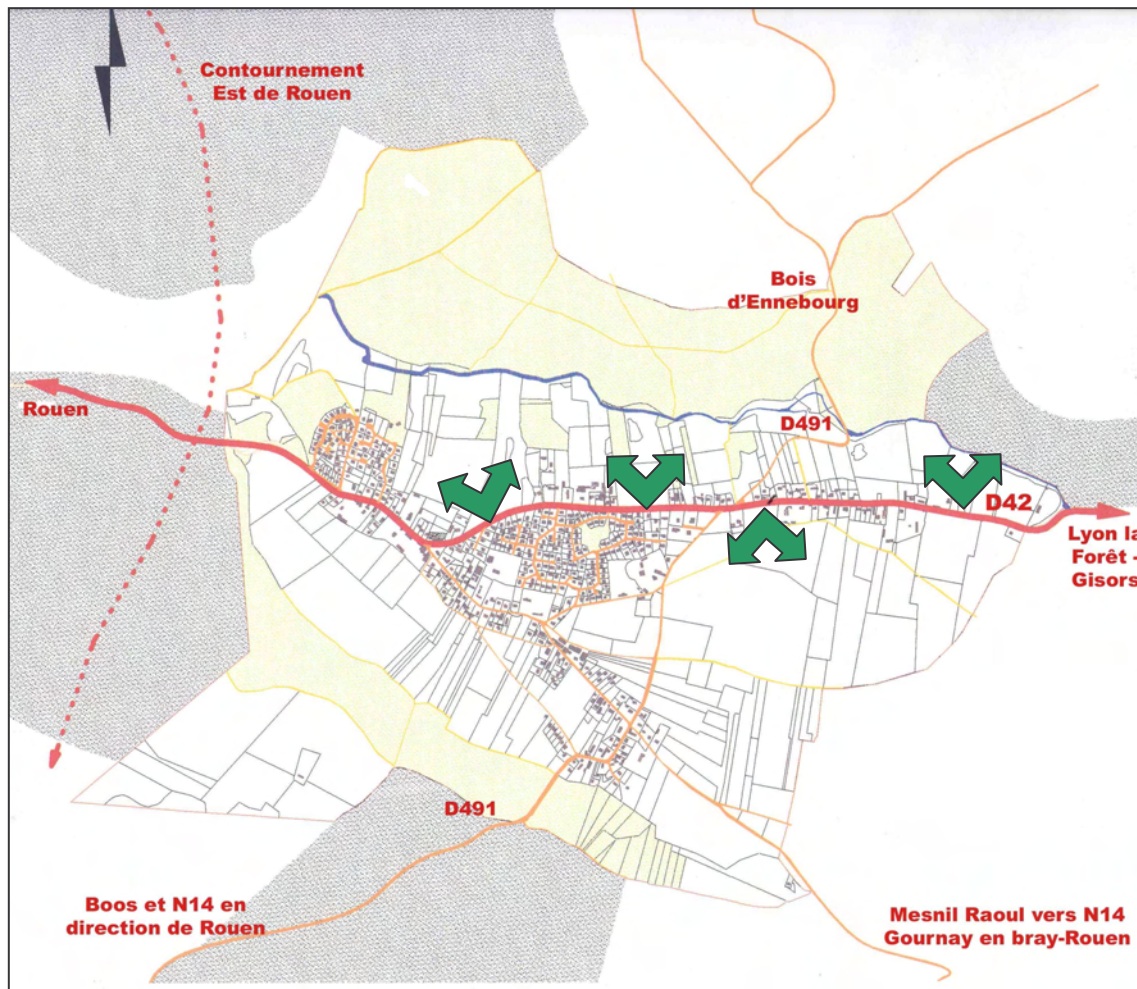 Contournement
Est de Rouen
Bois
d'Ennebourg
Rouen
D491
D42
Lyon la
Forêt -
Gisors
D491
Boos et N14 en
direction de Rouen
Mesnil Raoul vers N14
Gournay en bray-Rouen